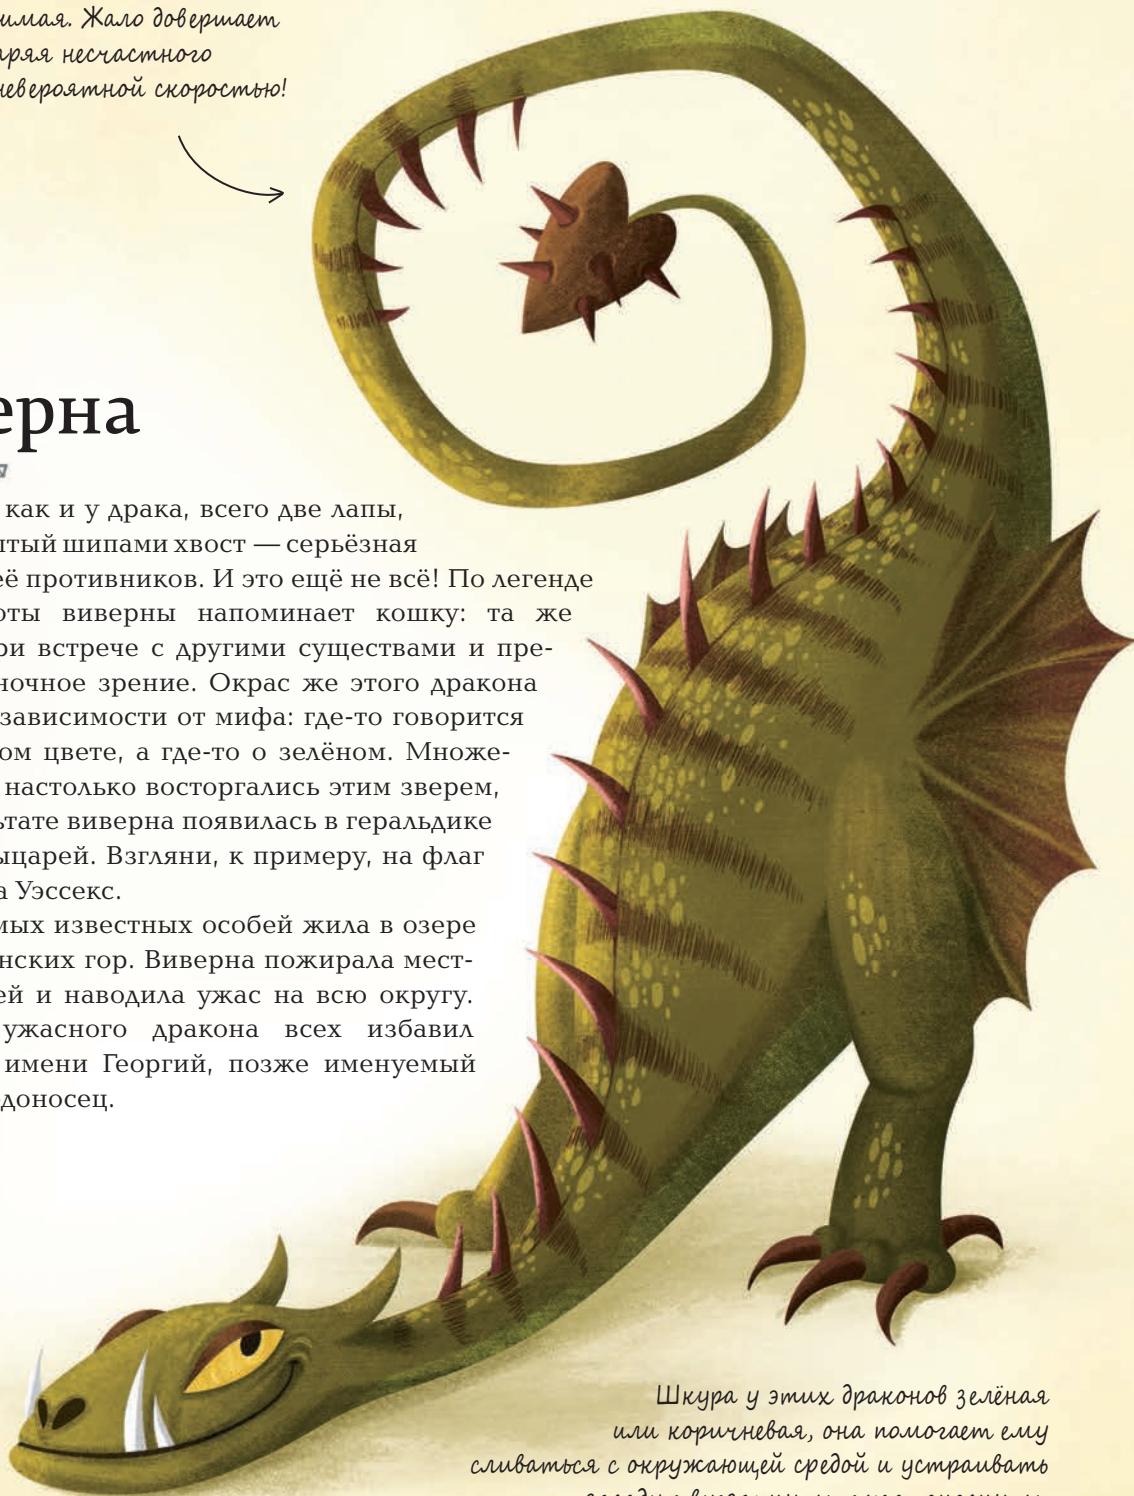 имая. Жало довершает
аряя несчастного
невероятной скоростью!
ерна
как и у драка, всего две лапы,
ытый шипами хвост — серьёзная
её противников. И это ещё не всё! По легенде
оты виверны напоминает кошку: та же
ри встрече с другими существами и пре-
ночное зрение. Окрас же этого дракона
зависимости от мифа: где-то говорится
ом цвете, а где-то о зелёном. Множе-
настолько восторгались этим зверем,
ьтате виверна появилась в геральдике
ыцарей. Взгляни, к примеру, на флаг
а Уэссекс.
мых известных особей жила в озере
нских гор. Виверна пожирала мест-
ей и наводила ужас на всю округу.
ужасного дракона всех избавил
имени Георгий, позже именуемый
доносец.
Шкура у этих драконов зелёная
или коричневая, она помогает ему
сливаться с окружающей средой и устраивать